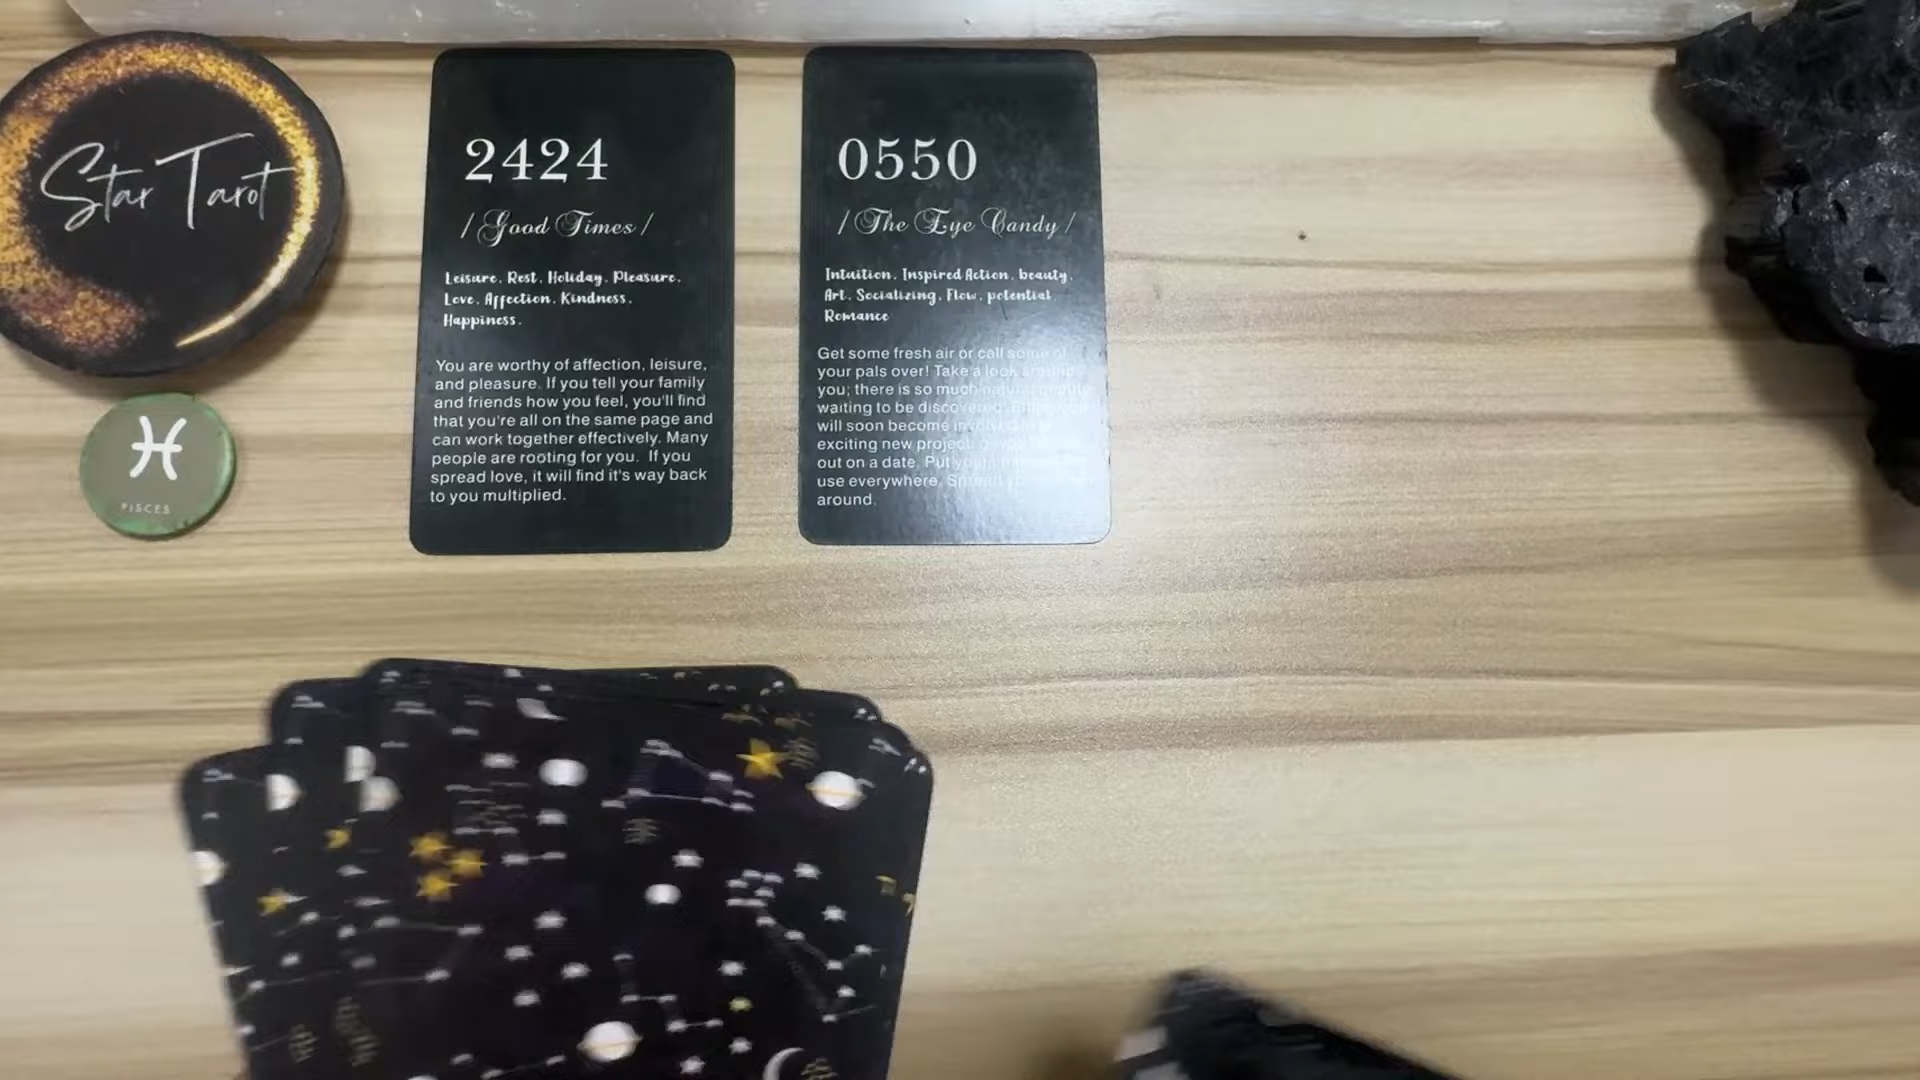 Star Tarot
PISCES
2424
/ Good Times /
Leisure, Rest, Holiday, Pleasure,
Love, Affection, Kindness,
Happiness.
You are worthy of affection, leisure,
and pleasure. If you tell your family
and friends how you feel, you'll find
that you're all on the same page and
can work together effectively. Many
people are rooting for you. If you
spread love, it will find it's way back
to you multiplied.
0550
/ The Eye Candy /
Intuition, Inspired Action, beauty,
Art, Socializing, Flow, potential
Romance
Get some fresh air or call some of
your pals over! Take a look around
you; there is so much
waiting to be discovered.
will soon become
exciting new project.
out on a date. Put
use everywhere.
around.